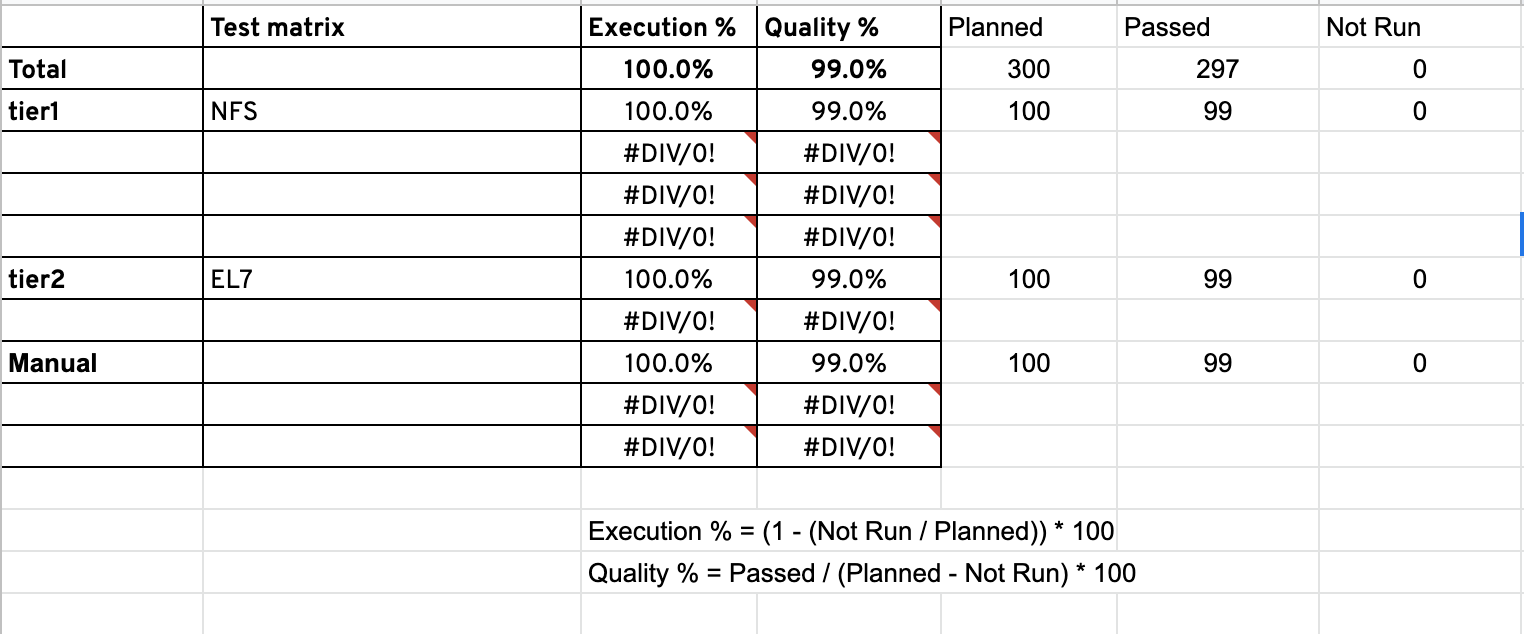 Test matrix Execution % Quality % Planned Passed Not Run
Total 100.0% 99.0% 300 297 0
tier1 NFS 100.0% 99.0% 100 99 0
#DIV/0! #DIV/0!
#DIV/0! #DIV/0!
#DIV/0! #DIV/0!
tier2 EL7 100.0% 99.0% 100 99 0
#DIV/0! #DIV/0!
Manual 100.0% 99.0% 100 99 0
#DIV/0! #DIV/0!
#DIV/0! #DIV/0!
Execution % = (1 - (Not Run / Planned)) * 100
Quality % = Passed / (Planned - Not Run) * 100